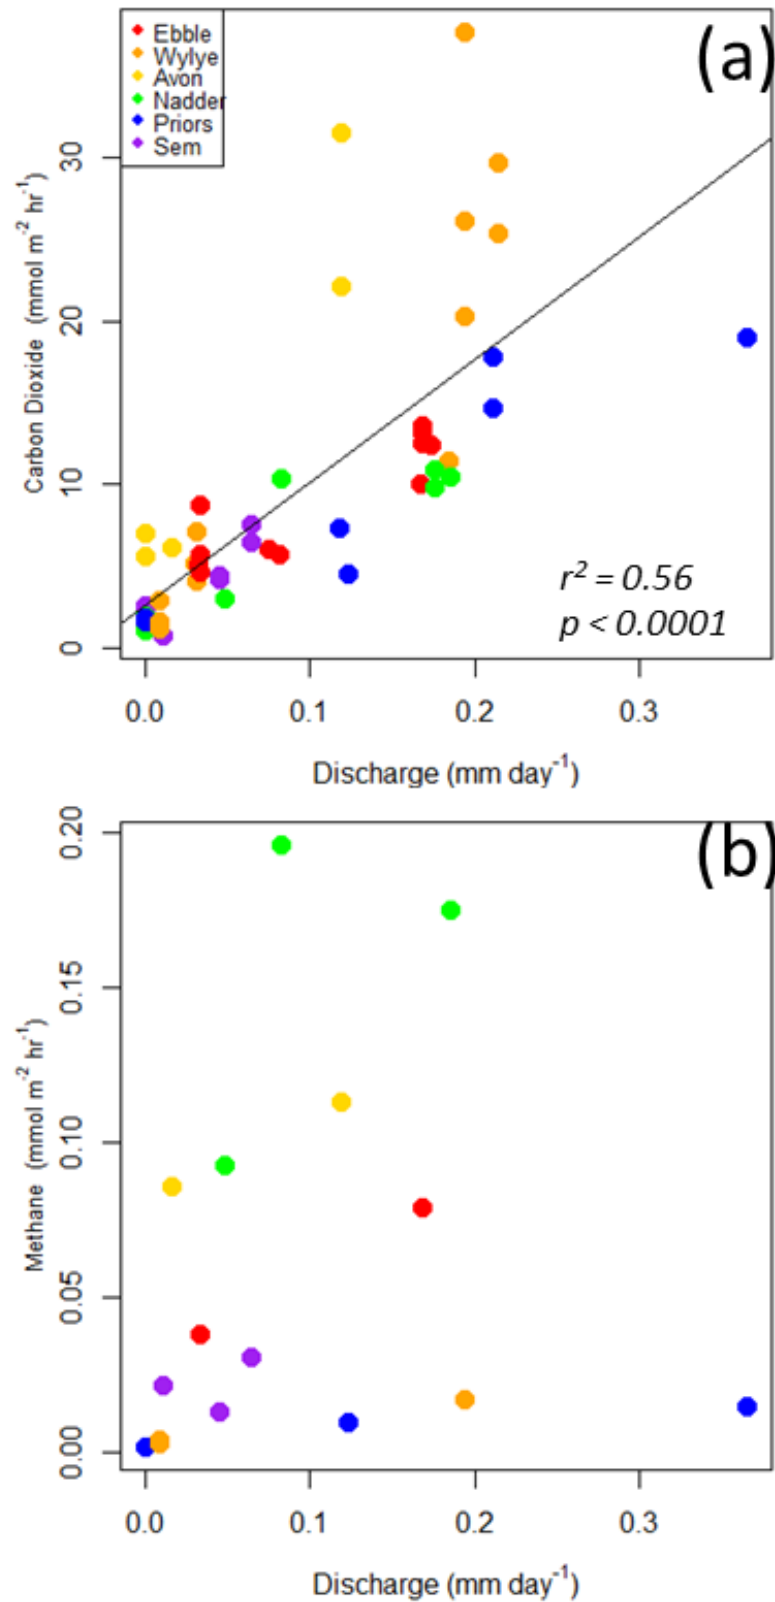 (a)
Ebble
Wylye
Avon
Nadder
Priors
Sem
Carbon Dioxide (mmol m⁻² hr⁻¹)
30
20
10
0
r² = 0.56
p < 0.0001
0.0 0.1 0.2 0.3
Discharge (mm day⁻¹)
(b)
Methane (mmol m⁻² hr⁻¹)
0.20
0.15
0.10
0.05
0.00
0.0 0.1 0.2 0.3
Discharge (mm day⁻¹)